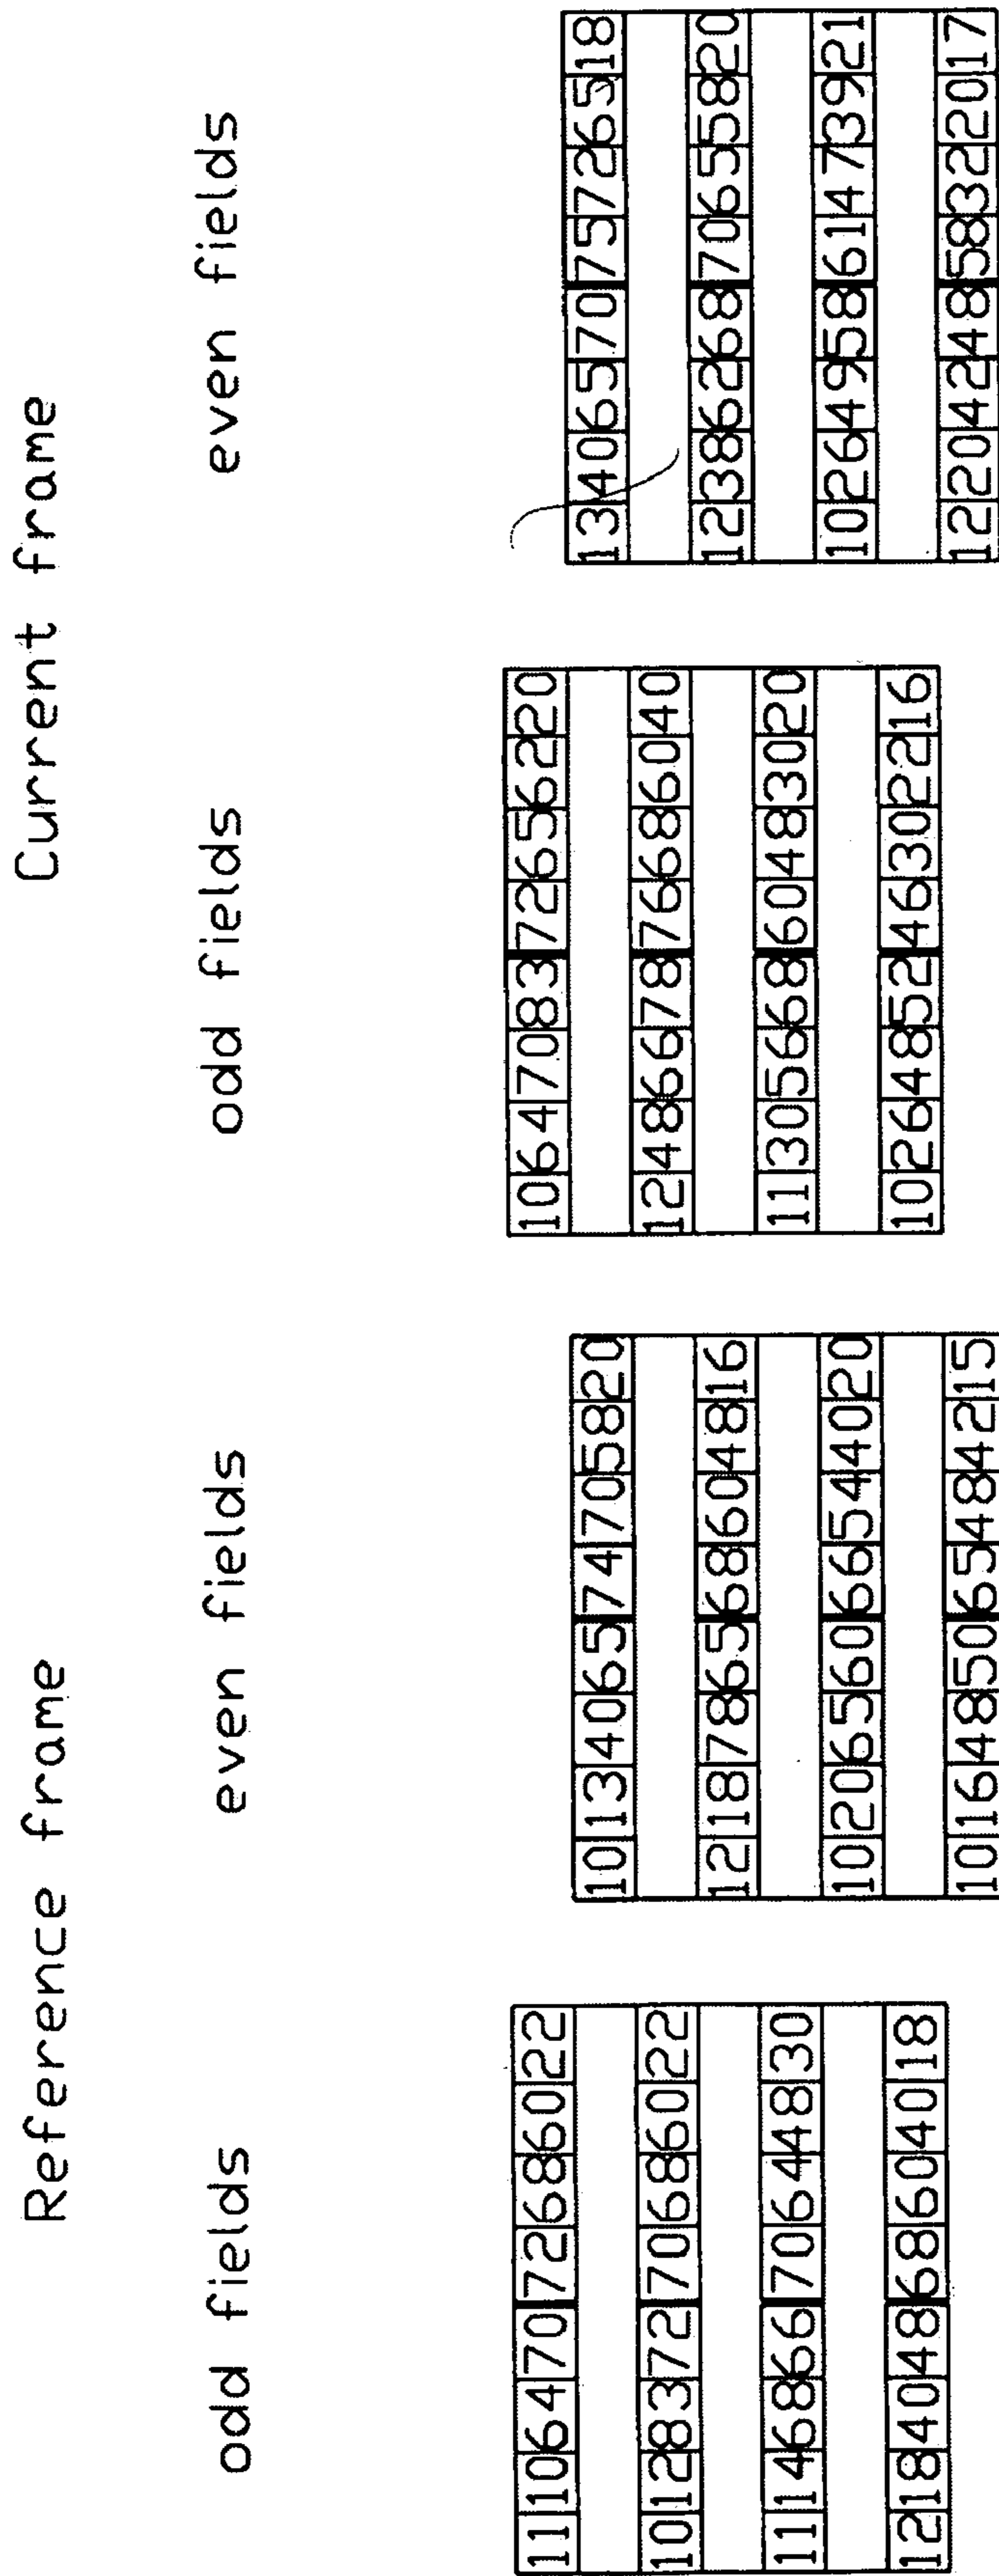 Reference frame
odd fields
11 10 64 70 72 68 60 22
10 12 83 72 70 68 60 22
11 14 68 66 70 64 48 30
12 18 40 48 68 60 40 18
even fields
10 13 40 65 74 70 58 20
12 18 78 65 68 60 48 16
10 20 65 60 66 54 40 20
10 16 48 50 65 48 42 15
Current frame
odd fields
10 64 70 83 72 65 62 20
12 48 66 78 76 68 60 40
11 30 56 68 60 48 30 20
10 26 48 52 46 30 22 16
even fields
13 40 65 70 75 72 65 18
12 38 62 68 70 65 58 20
10 26 49 58 61 47 39 21
12 20 42 48 58 32 20 17